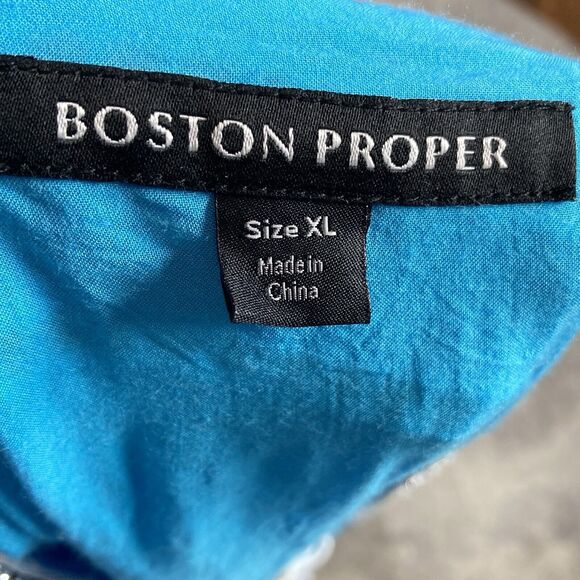 BOSTON PROPER
Size XL
Made in
China